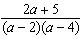 2a + 5
(a − 2)(a − 4)